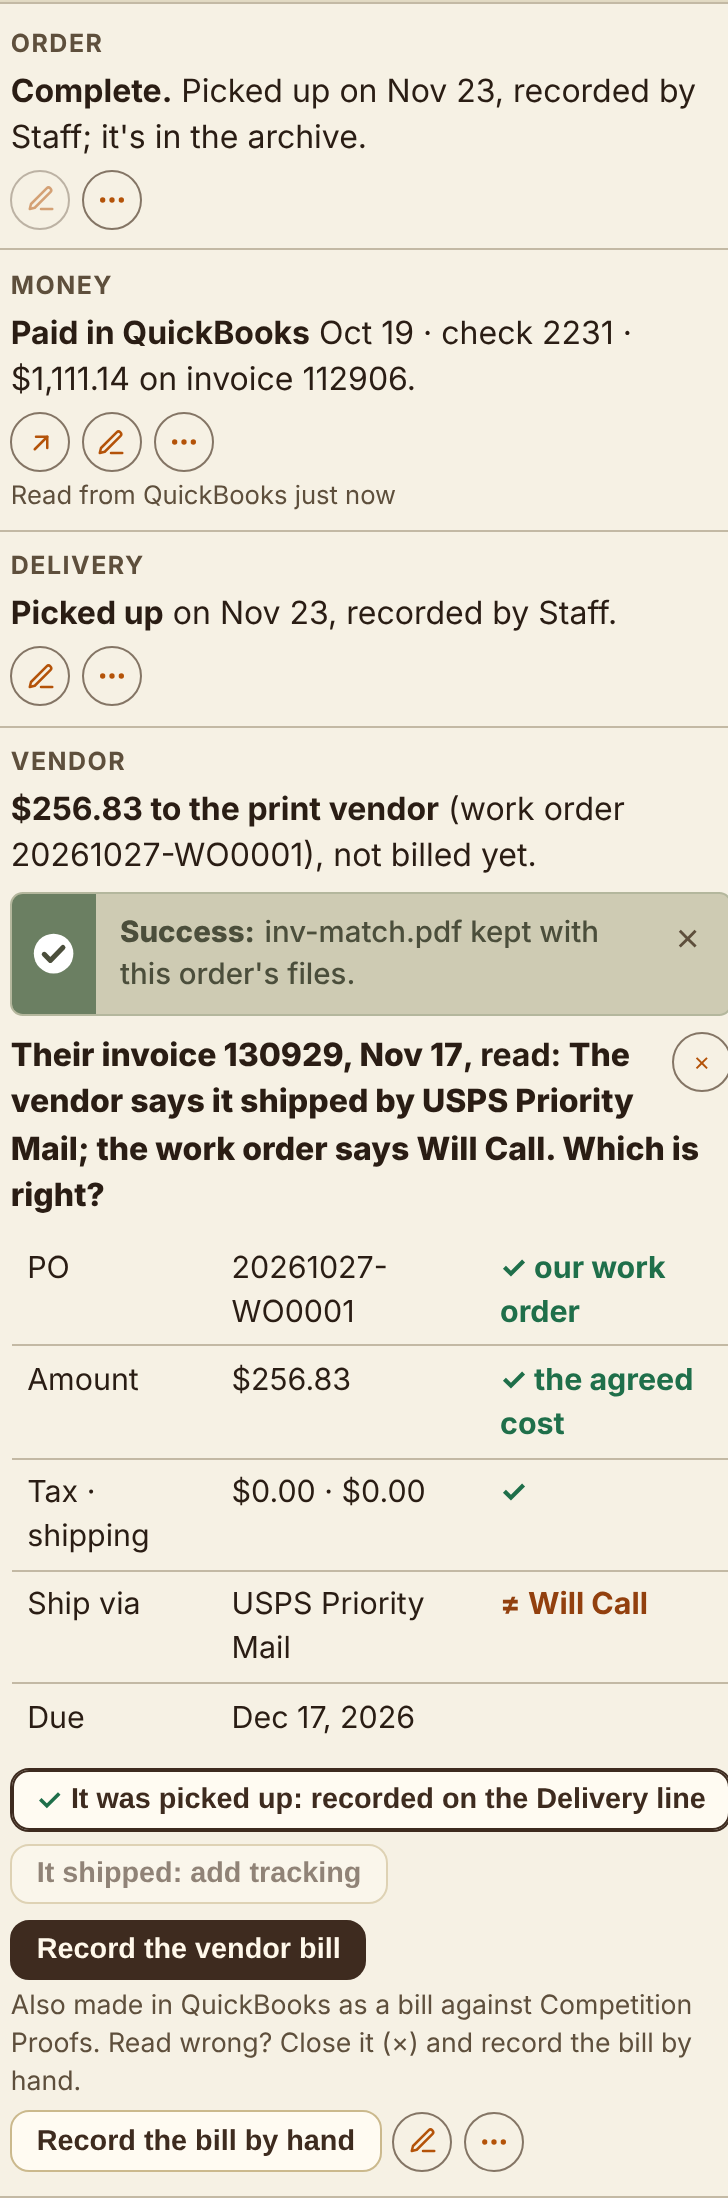 ORDER
Complete. Picked up on Nov 23, recorded by
Staff; it's in the archive.
MONEY
Paid in QuickBooks Oct 19 · check 2231 ·
$1,111.14 on invoice 112906.
Read from QuickBooks just now
DELIVERY
Picked up on Nov 23, recorded by Staff.
VENDOR
$256.83 to the print vendor (work order
20261027-WO0001), not billed yet.
Success: inv-match.pdf kept with
this order's files.
Their invoice 130929, Nov 17, read: The
vendor says it shipped by USPS Priority
Mail; the work order says Will Call. Which is
right?
PO 20261027- ✓ our work
WO0001 order
Amount $256.83 ✓ the agreed
cost
Tax · $0.00 · $0.00 ✓
shipping
Ship via USPS Priority ≠ Will Call
Mail
Due Dec 17, 2026
✓ It was picked up: recorded on the Delivery line
It shipped: add tracking
Record the vendor bill
Also made in QuickBooks as a bill against Competition
Proofs. Read wrong? Close it (×) and record the bill by
hand.
Record the bill by hand